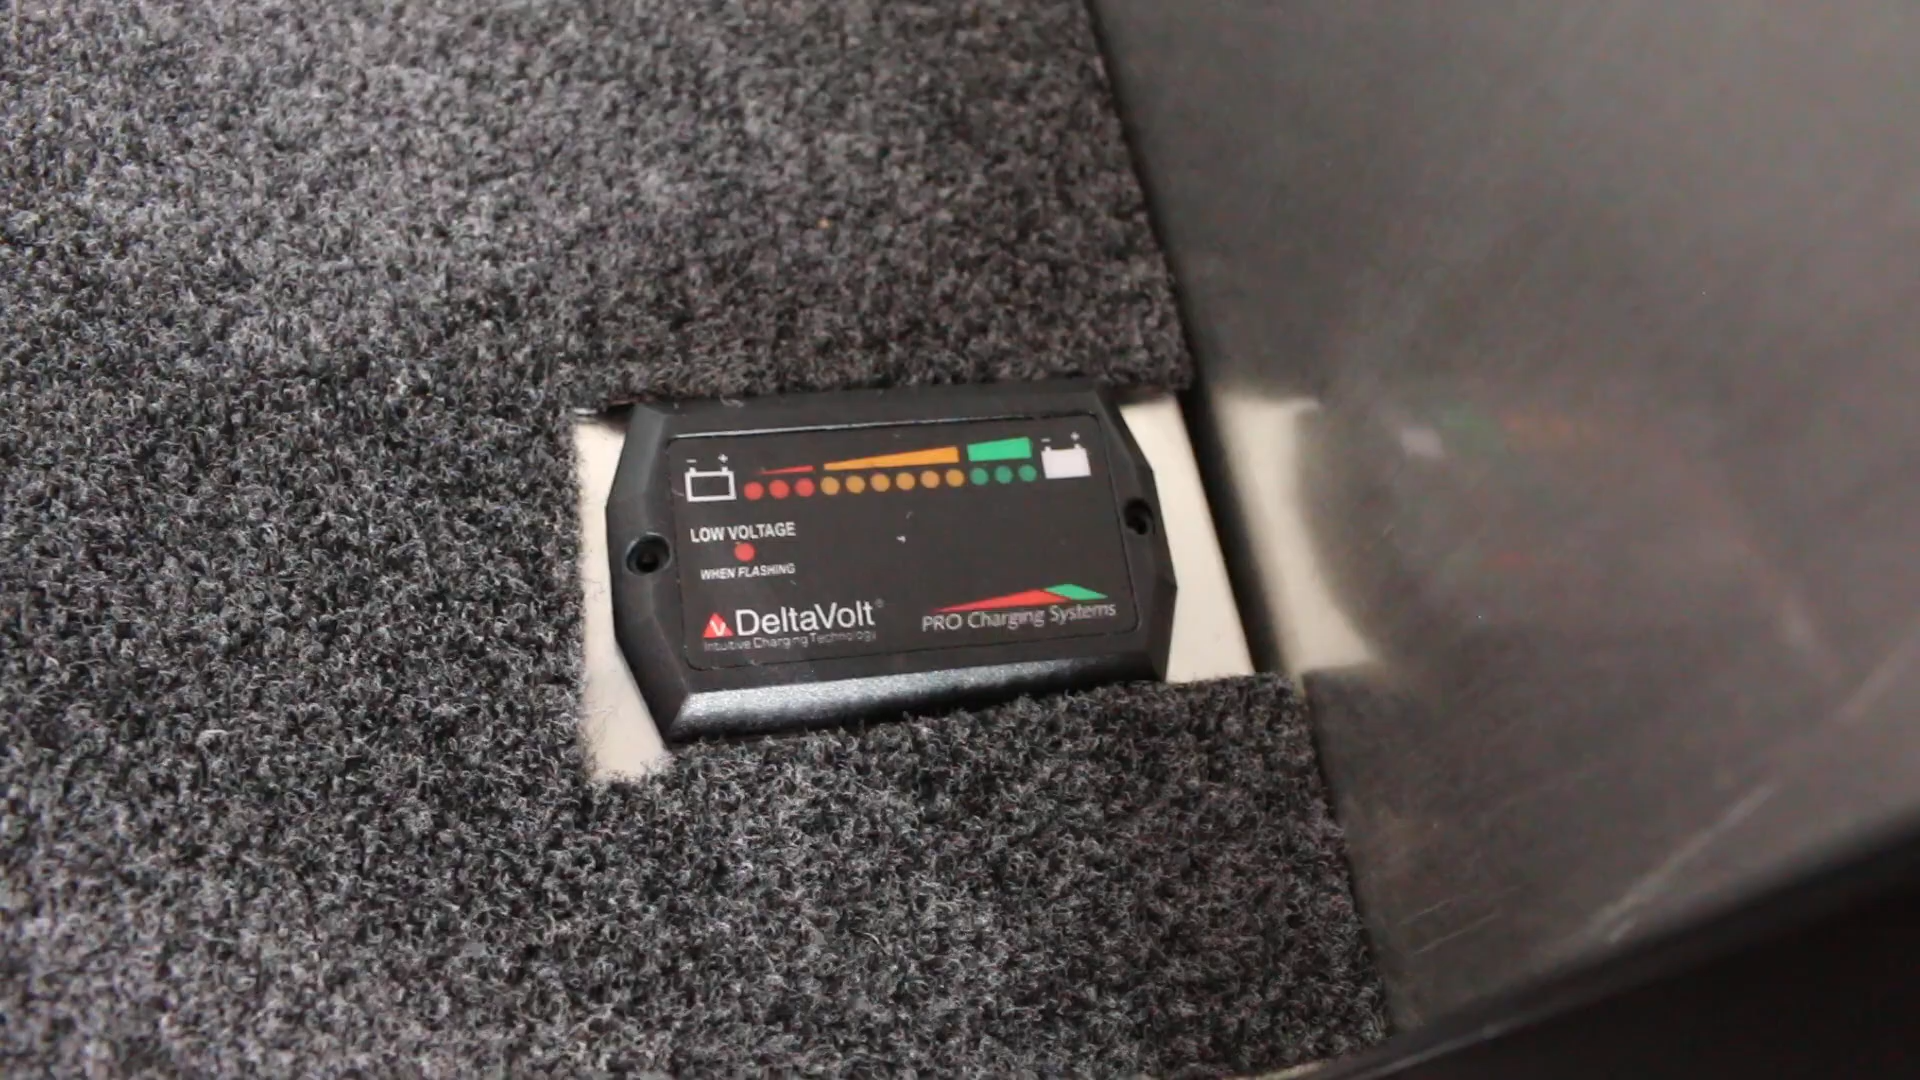 LOW VOLTAGE
WHEN FLASHING
DeltaVolt®
Intuitive Charging Technology
PRO Charging Systems